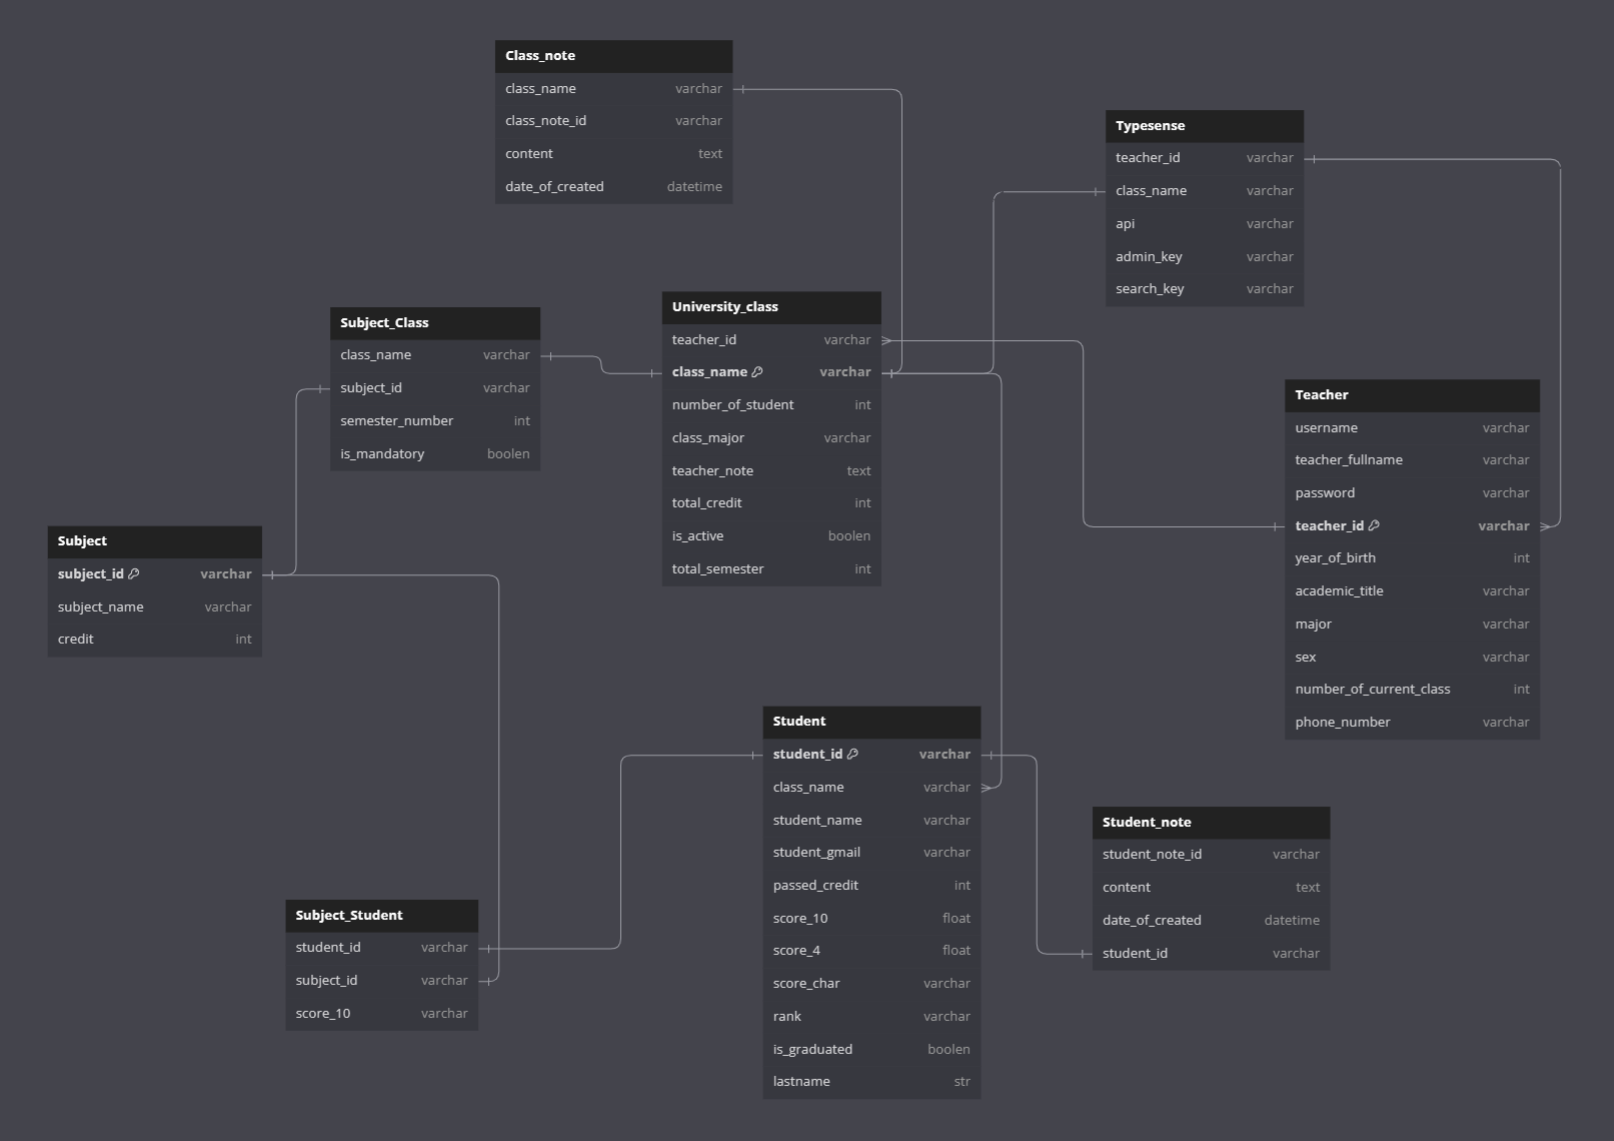 Class_note
class_name varchar
class_note_id varchar
content text
date_of_created datetime
Typesense
teacher_id varchar
class_name varchar
api varchar
admin_key varchar
search_key varchar
Subject_Class
class_name varchar
subject_id varchar
semester_number int
is_mandatory boolen
University_class
teacher_id varchar
class_name varchar
number_of_student int
class_major varchar
teacher_note text
total_credit int
is_active boolen
total_semester int
Teacher
username varchar
teacher_fullname varchar
password varchar
teacher_id varchar
year_of_birth int
academic_title varchar
major varchar
sex varchar
number_of_current_class int
phone_number varchar
Subject
subject_id varchar
subject_name varchar
credit int
Student
student_id varchar
class_name varchar
student_name varchar
student_gmail varchar
passed_credit int
score_10 float
score_4 float
score_char varchar
rank varchar
is_graduated boolen
lastname str
Student_note
student_note_id varchar
content text
date_of_created datetime
student_id varchar
Subject_Student
student_id varchar
subject_id varchar
score_10 varchar